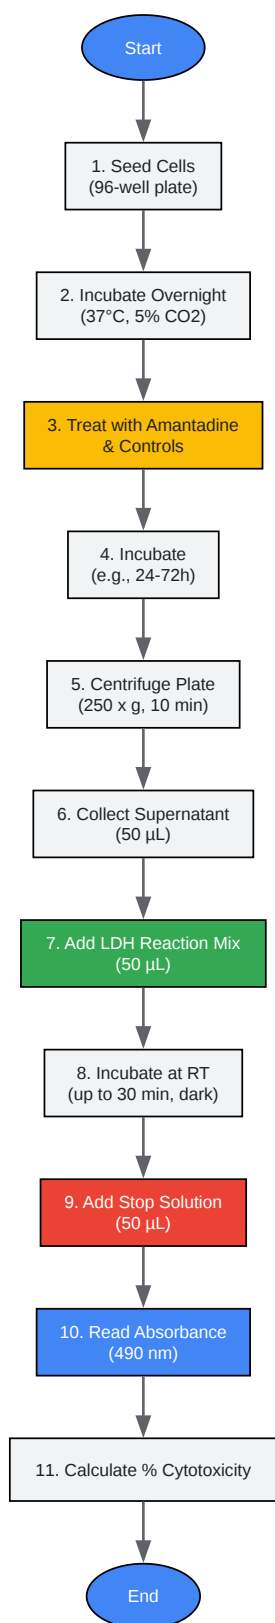 Start
1. Seed Cells
(96-well plate)
2. Incubate Overnight
(37°C, 5% CO2)
3. Treat with Amantadine
& Controls
4. Incubate
(e.g., 24-72h)
5. Centrifuge Plate
(250 x g, 10 min)
6. Collect Supernatant
(50 µL)
7. Add LDH Reaction Mix
(50 µL)
8. Incubate at RT
(up to 30 min, dark)
9. Add Stop Solution
(50 µL)
10. Read Absorbance
(490 nm)
11. Calculate % Cytotoxicity
End